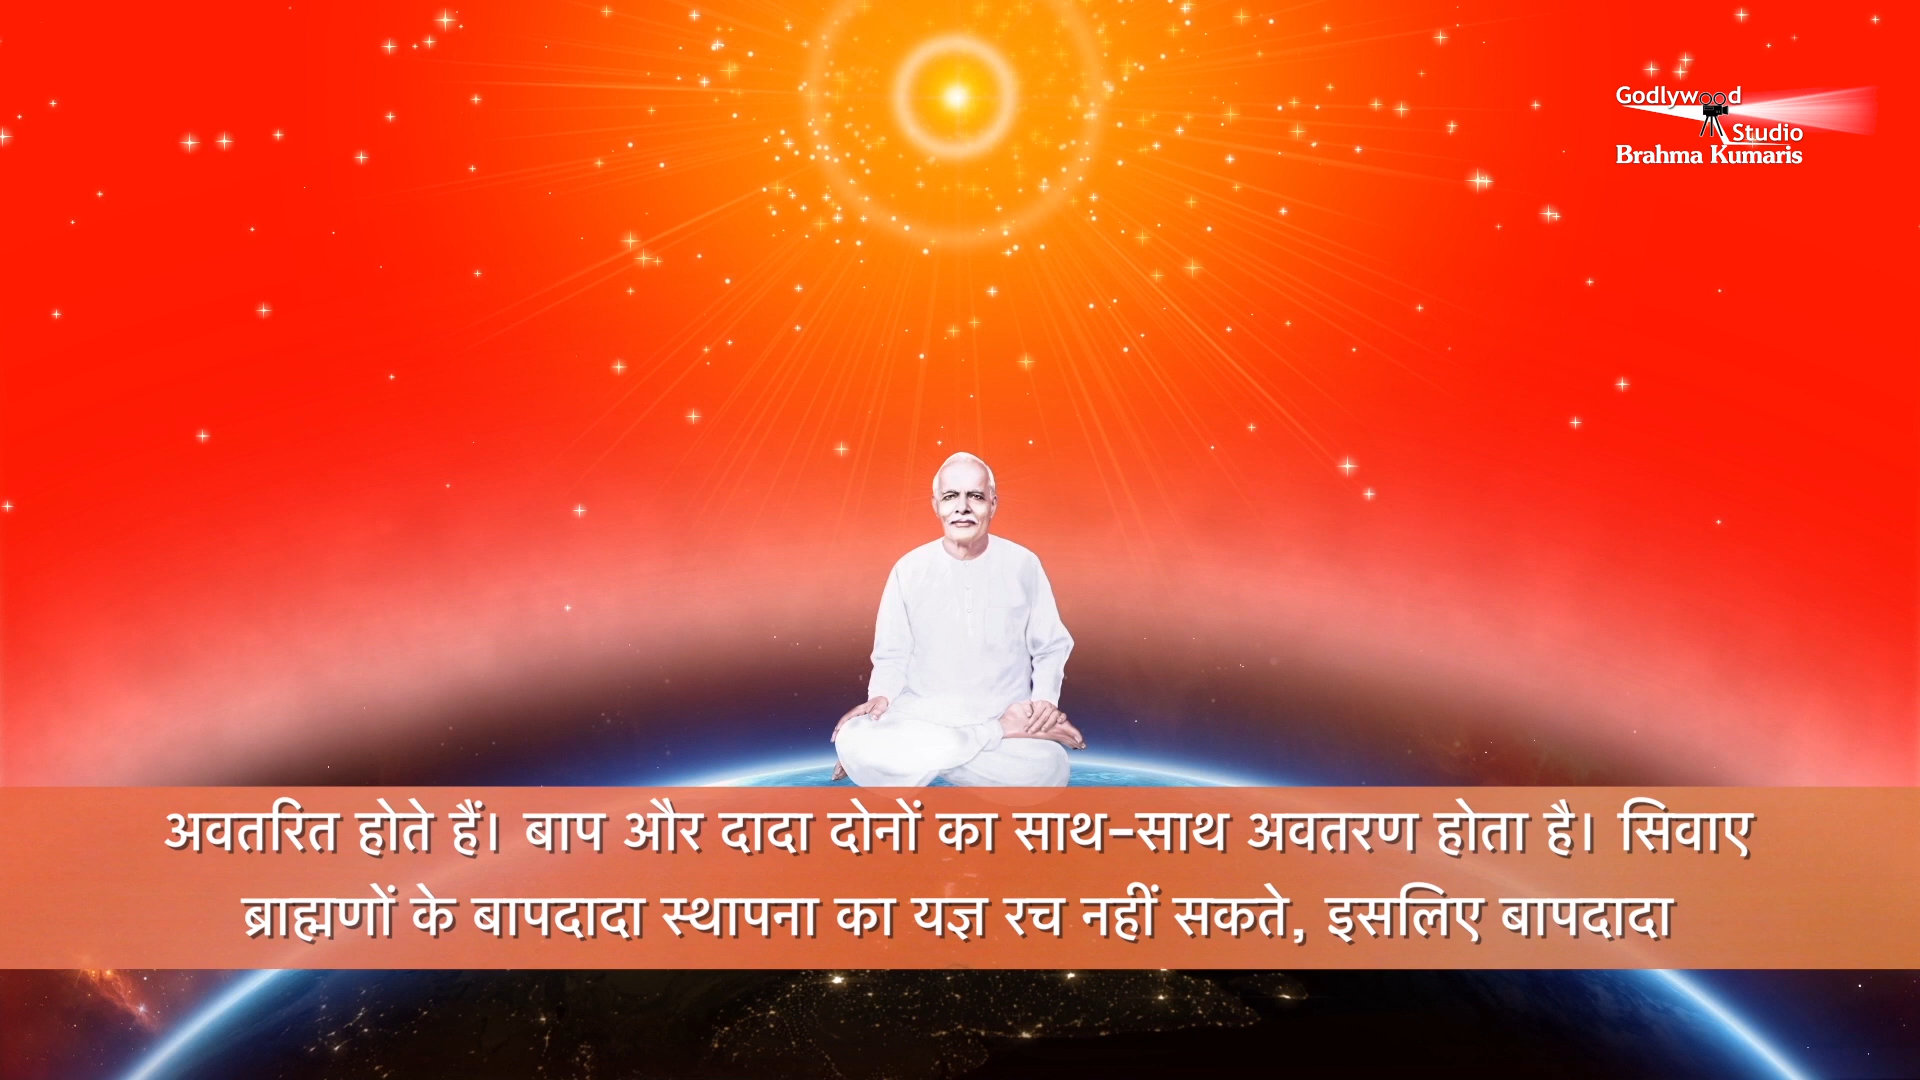 Godlywood
Studio
Brahma Kumaris
अवतरित होते हैं। बाप और दादा दोनों का साथ-साथ अवतरण होता है। सिवाए
ब्राह्मणों के बापदादा स्थापना का यज्ञ रच नहीं सकते, इसलिए बापदादा